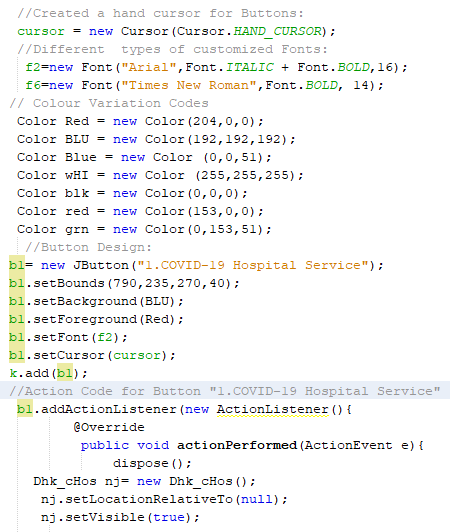 //Created a hand cursor for Buttons:
cursor = new Cursor(Cursor.HAND_CURSOR);
//Different  types of customized Fonts:
f2=new Font("Arial",Font.ITALIC + Font.BOLD,16);
f6=new Font("Times New Roman",Font.BOLD, 14);
// Colour Variation Codes
Color Red = new Color(204,0,0);
Color BLU = new Color(192,192,192);
Color Blue = new Color (0,0,51);
Color wHI = new Color (255,255,255);
Color blk = new Color(0,0,0);
Color red = new Color(153,0,0);
Color grn = new Color(0,153,51);
//Button Design:
b1= new JButton("1.COVID-19 Hospital Service");
b1.setBounds(790,235,270,40);
b1.setBackground(BLU);
b1.setForeground(Red);
b1.setFont(f2);
b1.setCursor(cursor);
k.add(b1);
//Action Code for Button "1.COVID-19 Hospital Service"
b1.addActionListener(new ActionListener(){
@Override
public void actionPerformed(ActionEvent e){
dispose();
Dhk_cHos nj= new Dhk_cHos();
nj.setLocationRelativeTo(null);
nj.setVisible(true);